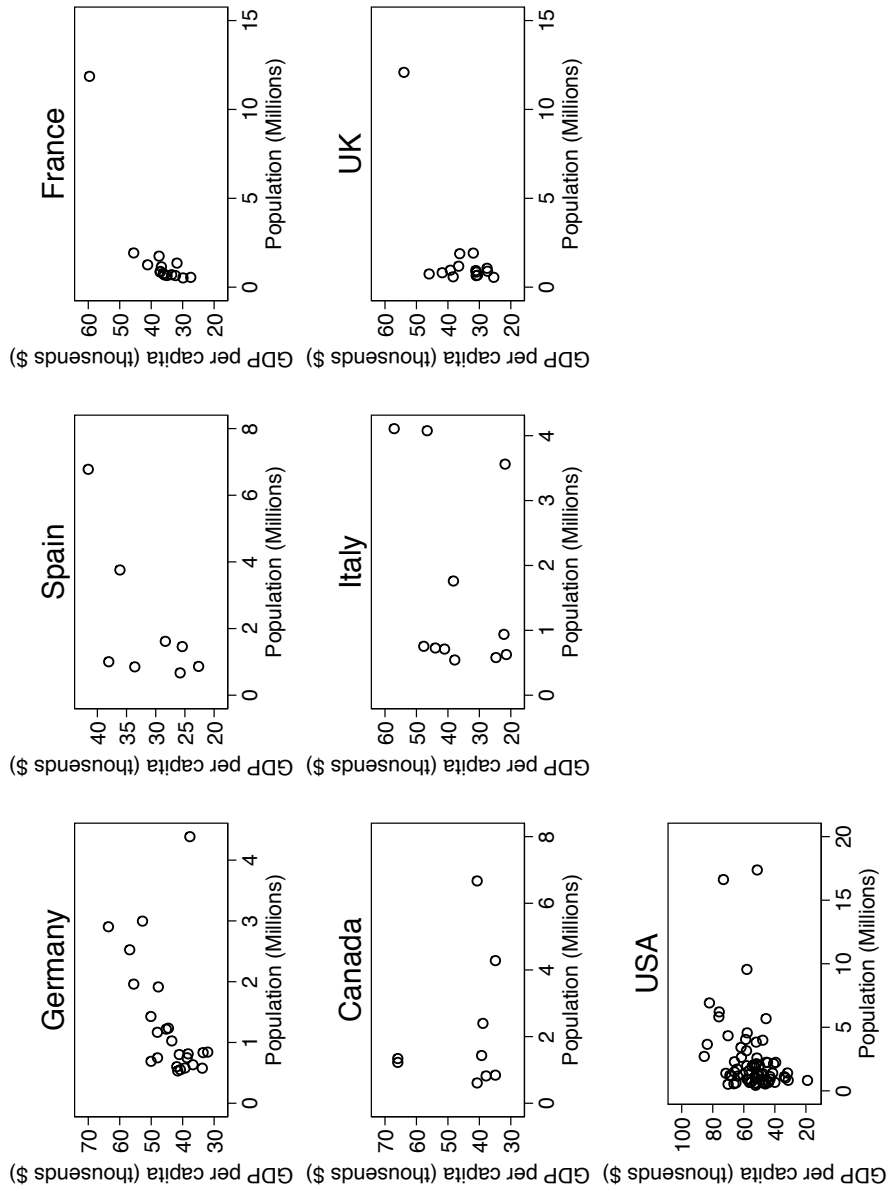 Germany
GDP per capita (thousands $)
70
60
50
40
30
0 1 2 3 4
Population (Millions)
Spain
GDP per capita (thousands $)
40
35
30
25
20
0 2 4 6 8
Population (Millions)
France
GDP per capita (thousands $)
60
50
40
30
20
0 5 10 15
Population (Millions)
Canada
GDP per capita (thousands $)
70
60
50
40
30
0 2 4 6 8
Population (Millions)
Italy
GDP per capita (thousands $)
60
50
40
30
20
0 1 2 3 4
Population (Millions)
UK
GDP per capita (thousands $)
60
50
40
30
20
0 5 10 15
Population (Millions)
USA
GDP per capita (thousands $)
100
80
60
40
20
0 5 10 15 20
Population (Millions)